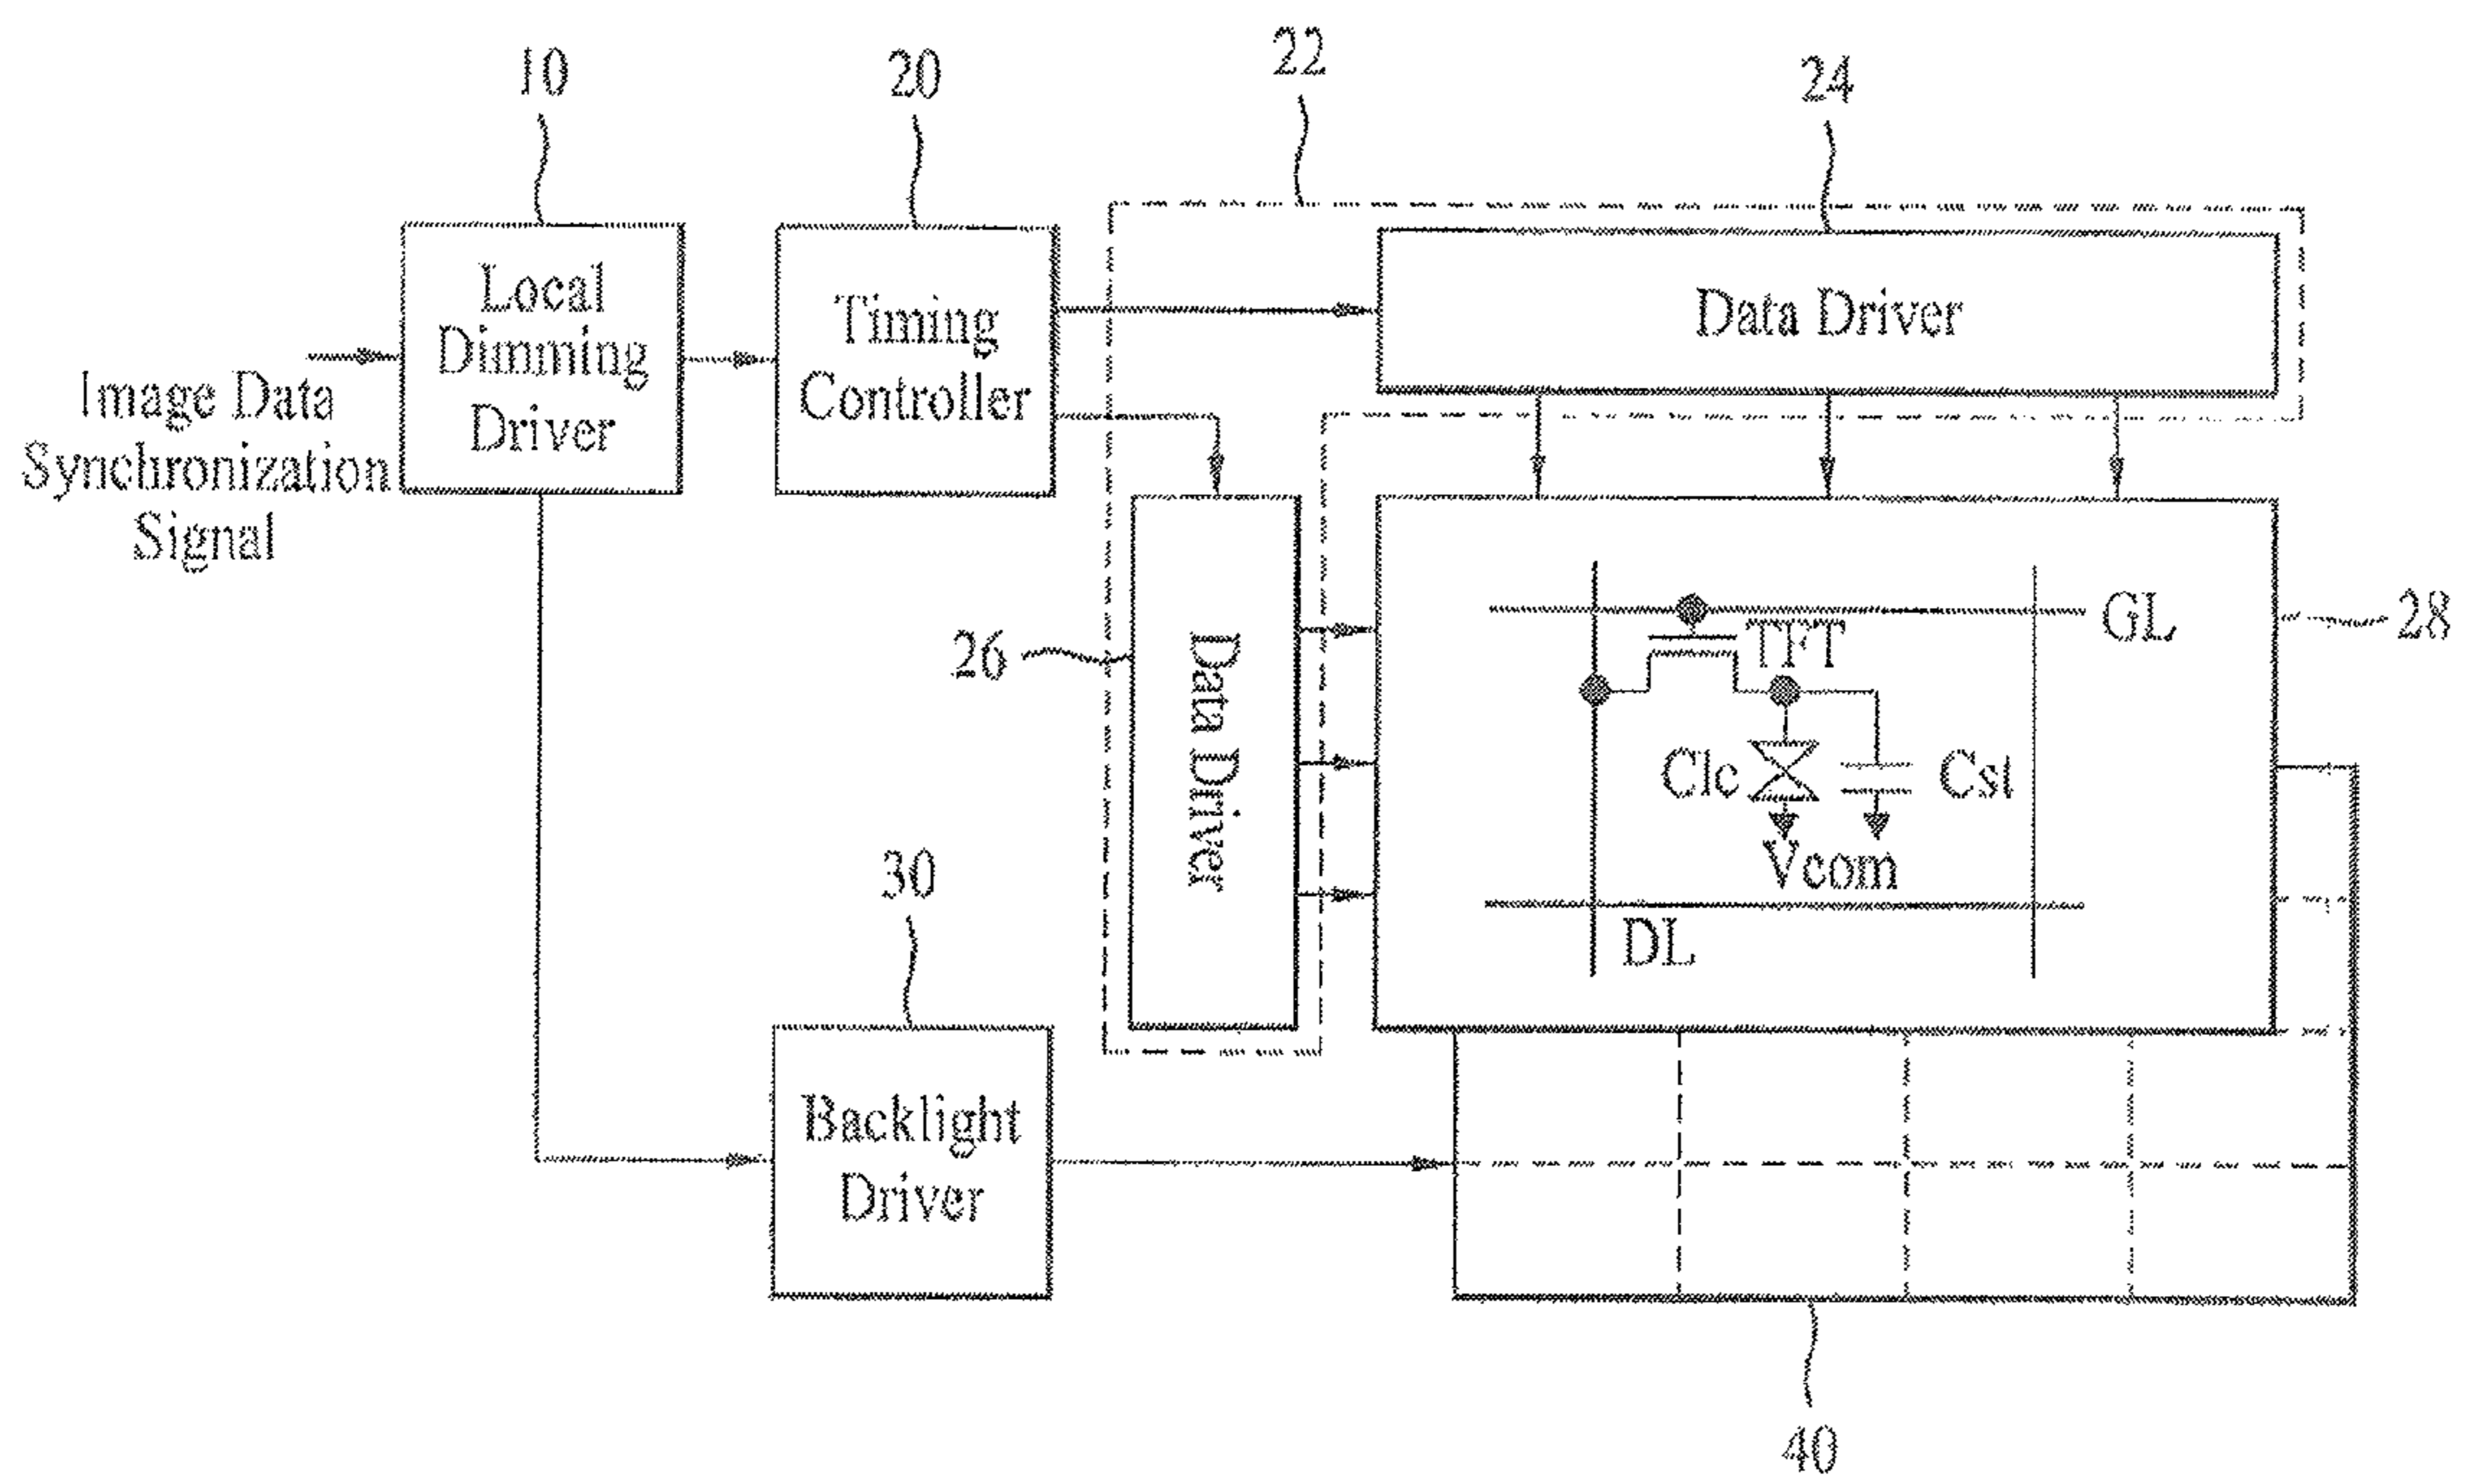 10
20
22
24
Local
Dimming
Driver
Timing
Controller
Data Driver
Image Data
Synchronization
Signal
26
Data Driver
GL
28
TFT
Clc
Cst
Vcom
DL
30
Backlight
Driver
40